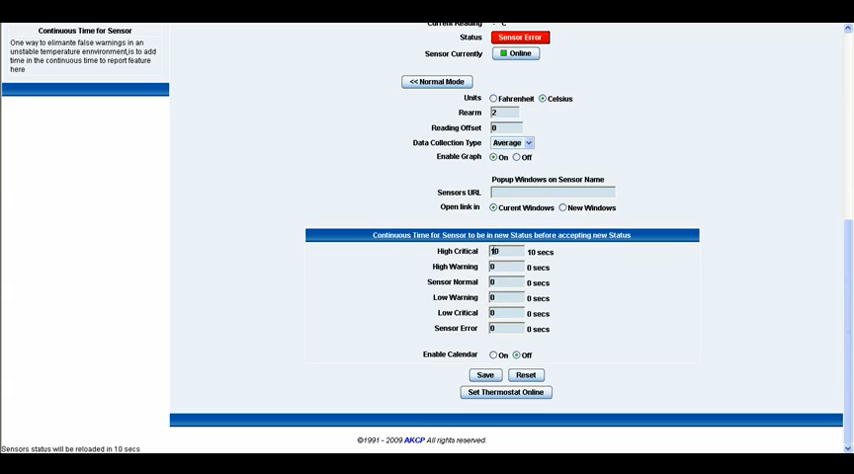 Continuous Time for Sensor
One way to elimante false warnings in an
unstable temperature ennvironment,is to add
time in the continuous time to report feature
here
Current Reading : C
Status Sensor Error
Sensor Currently Online
<< Normal Mode
Units Fahrenheit Celsius
Rearm 2
Reading Offset 0
Data Collection Type Average
Enable Graph On Off
Popup Windows on Sensor Name
Sensors URL
Open link in Curent Windows New Windows
Continuous Time for Sensor to be in new Status before accepting new Status
High Critical 10 10 secs
High Warning 0 0 secs
Sensor Normal 0 0 secs
Low Warning 0 0 secs
Low Critical 0 0 secs
Sensor Error 0 0 secs
Enable Calendar On Off
Save Reset
Set Thermostat Online
©1991 - 2009 AKCP All rights reserved.
Sensors status will be reloaded in 10 secs